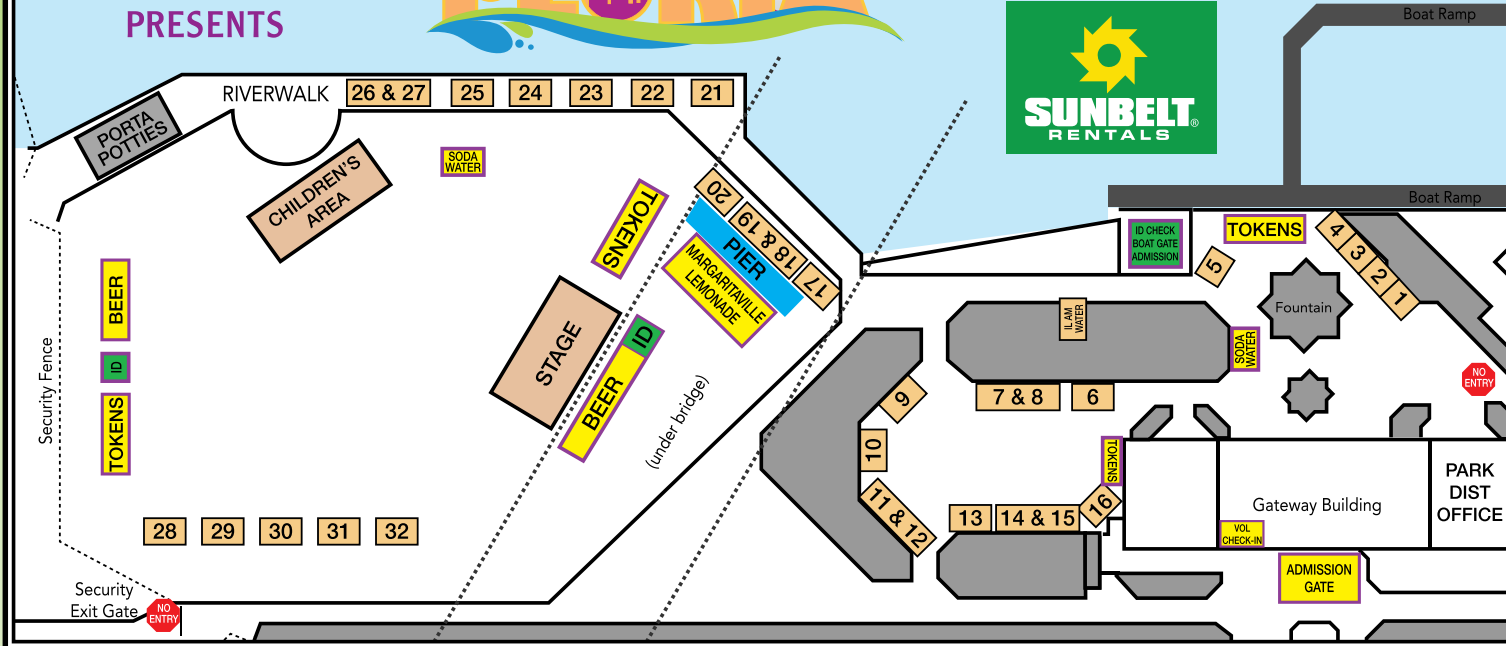 PRESENTS
SUNBELT®
RENTALS
Boat Ramp
Boat Ramp
RIVERWALK
26 & 27
25
24
23
22
21
PORTA
POTTIES
CHILDREN'S
AREA
SODA
WATER
TOKENS
20
18 & 19
17
PIER
MARGARITAVILLE
LEMONADE
STAGE
ID
BEER
(under bridge)
BEER
ID
TOKENS
Security Fence
28
29
30
31
32
Security
Exit Gate
NO
ENTRY
ID CHECK
BOAT GATE
ADMISSION
TOKENS
5
4
3
2
1
Fountain
IL AM
WATER
SODA
WATER
NO
ENTRY
7 & 8
6
9
10
11 & 12
13
14 & 15
16
TOKENS
Gateway Building
VOL
CHECK-IN
PARK
DIST
OFFICE
ADMISSION
GATE